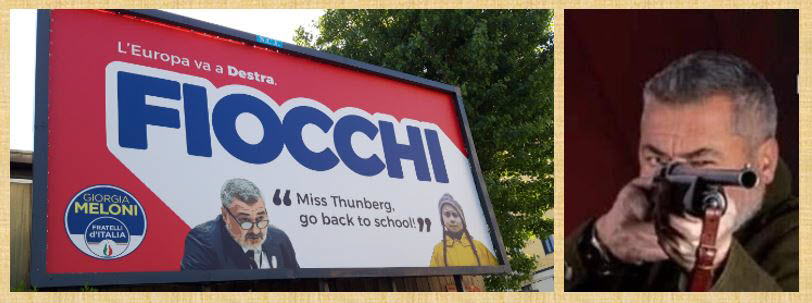 N.C.E.
L'Europa va a Destra.
FIOCCHI
“ Miss Thunberg,
go back to school! ”
GIORGIA
MELONI
FRATELLI
d'ITALIA